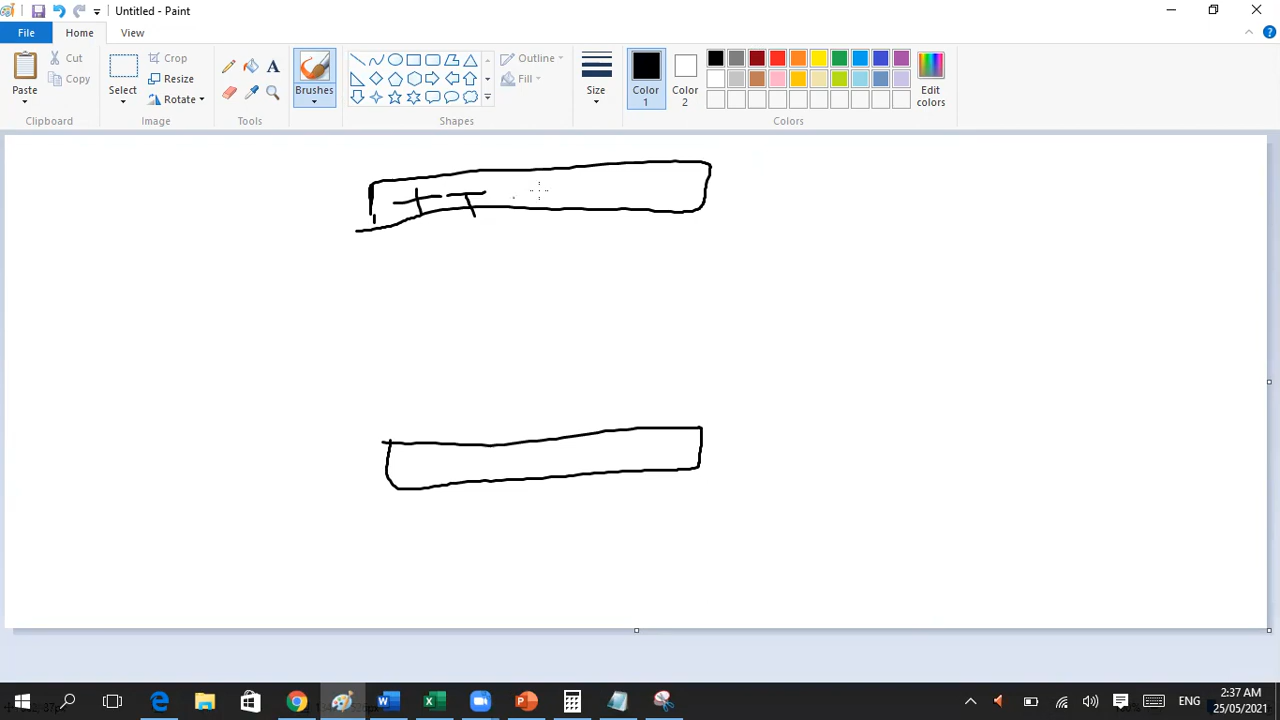 Untitled - Paint
File
Home
View
Paste
Cut
Copy
Clipboard
Select
Crop
Resize
Rotate
Image
Tools
Brushes
Shapes
Outline
Fill
Size
Color 1
Color 2
Edit colors
Colors
ENG
2:37 AM
25/05/2021